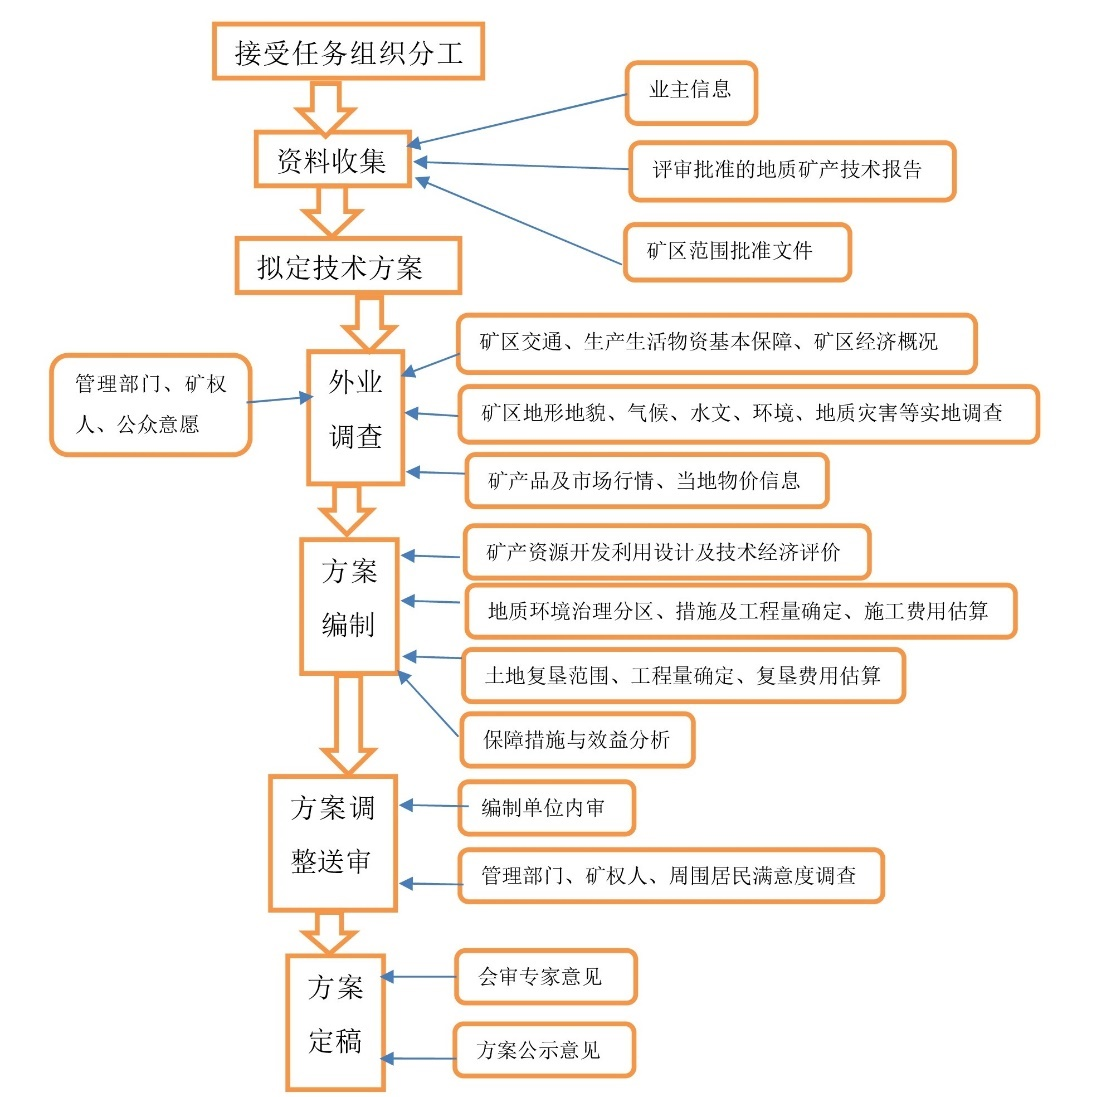 接受任务组织分工
业主信息
资料收集
评审批准的地质矿产技术报告
矿区范围批准文件
拟定技术方案
矿区交通、生产生活物资基本保障、矿区经济概况
管理部门、矿权
人、公众意愿
外业
调查
矿区地形地貌、气候、水文、环境、地质灾害等实地调查
矿产品及市场行情、当地物价信息
方案
编制
矿产资源开发利用设计及技术经济评价
地质环境治理分区、措施及工程量确定、施工费用估算
土地复垦范围、工程量确定、复垦费用估算
保障措施与效益分析
方案调
整送审
编制单位内审
管理部门、矿权人、周围居民满意度调查
方案
定稿
会审专家意见
方案公示意见